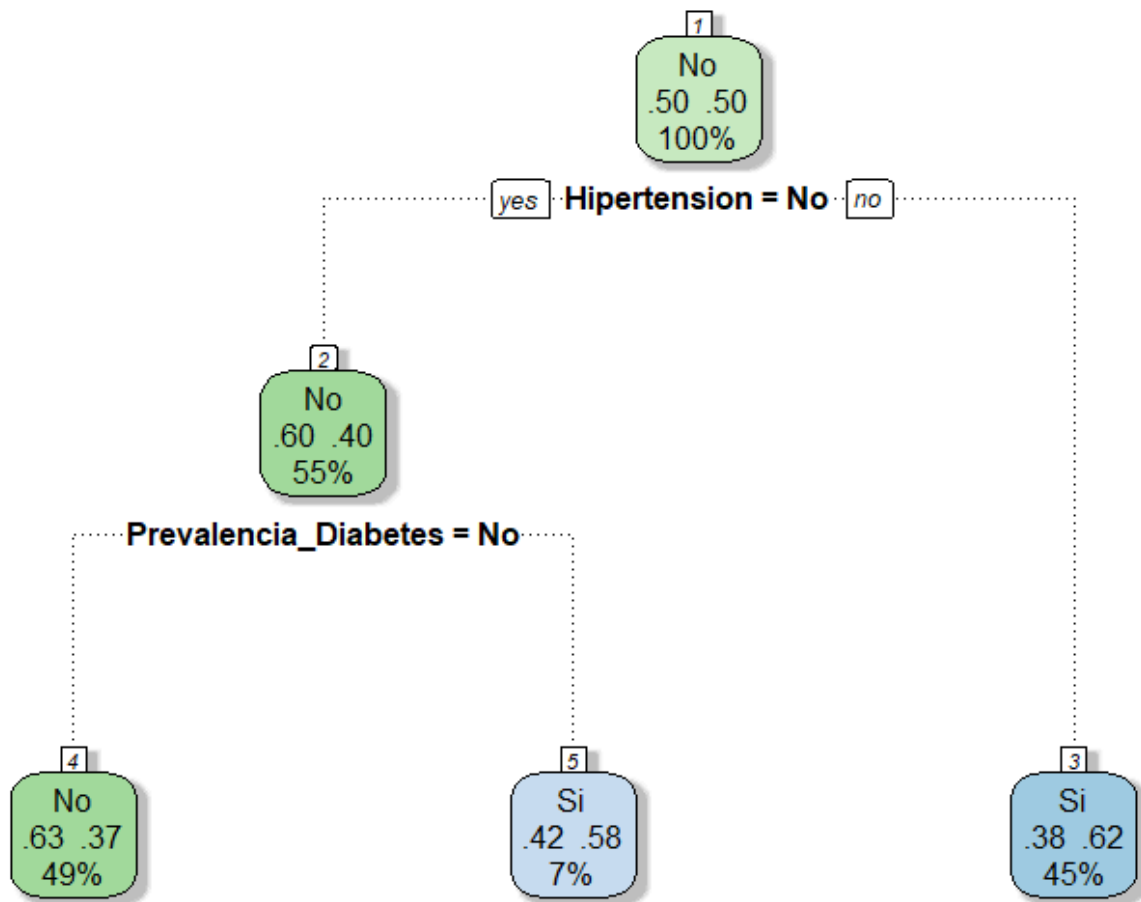 1
No
.50 .50
100%
yes Hipertension = No no
2
No
.60 .40
55%
Prevalencia_Diabetes = No
4
No
.63 .37
49%
5
Si
.42 .58
7%
3
Si
.38 .62
45%